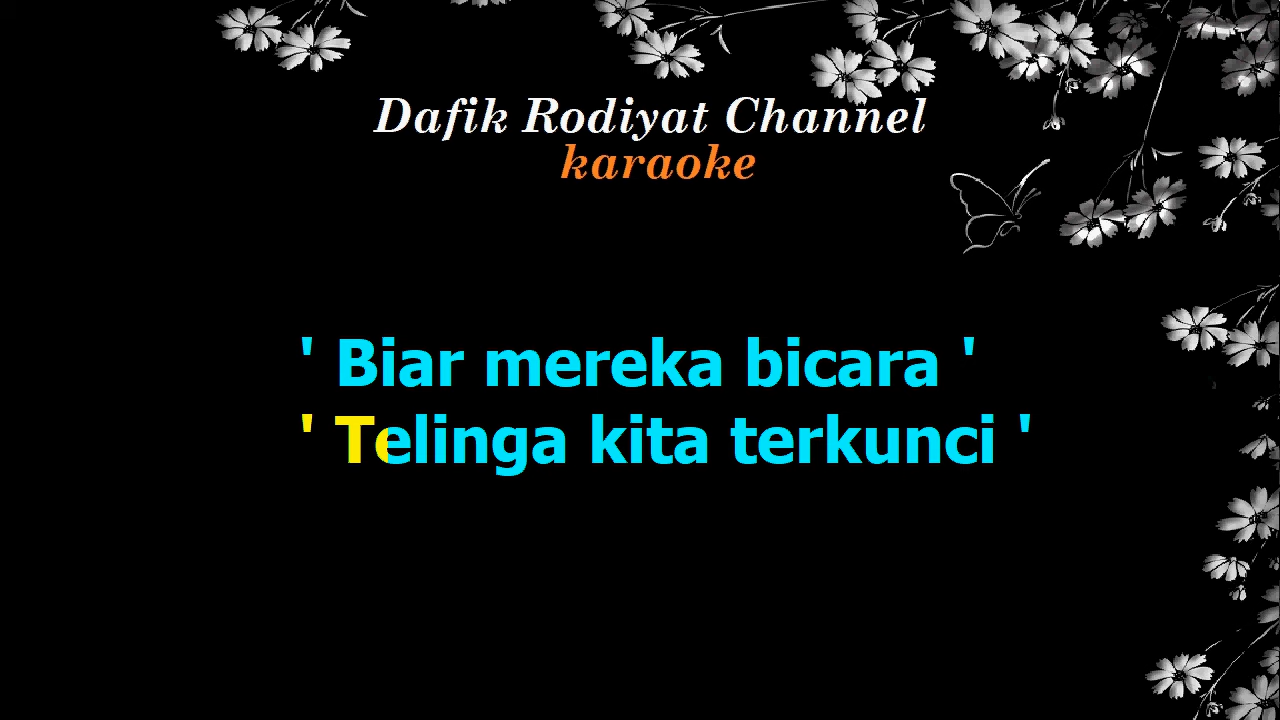 Dafik Rodiyat Channel
karaoke
' Biar mereka bicara '
' Telinga kita terkunci '